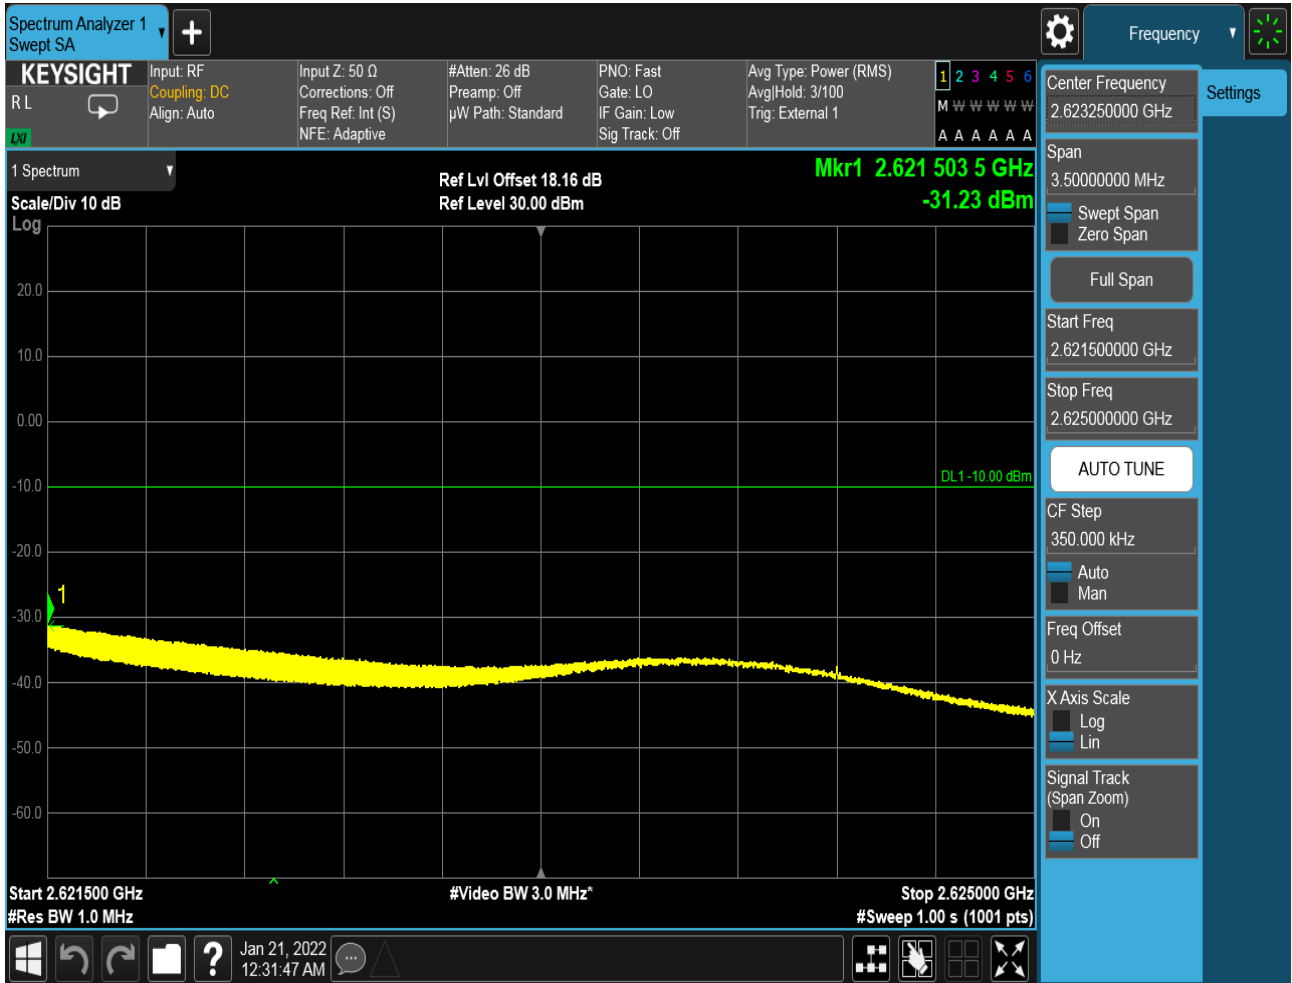 Spectrum Analyzer 1
Swept SA
Frequency
KEYSIGHT
R L
LXI
Input: RF
Coupling: DC
Align: Auto
Input Z: 50 Ω
Corrections: Off
Freq Ref: Int (S)
NFE: Adaptive
#Atten: 26 dB
Preamp: Off
µW Path: Standard
PNO: Fast
Gate: LO
IF Gain: Low
Sig Track: Off
Avg Type: Power (RMS)
Avg|Hold: 3/100
Trig: External 1
1 2 3 4 5 6
M W W W W W
A A A A A A
1 Spectrum
Scale/Div 10 dB
Log
Ref Lvl Offset 18.16 dB
Ref Level 30.00 dBm
Mkr1 2.621 503 5 GHz
-31.23 dBm
20.0
10.0
0.00
-10.0
DL1 -10.00 dBm
-20.0
1
-30.0
-40.0
-50.0
-60.0
Start 2.621500 GHz
#Res BW 1.0 MHz
#Video BW 3.0 MHz*
Stop 2.625000 GHz
#Sweep 1.00 s (1001 pts)
?
Jan 21, 2022
12:31:47 AM
Center Frequency
2.623250000 GHz
Settings
Span
3.50000000 MHz
Swept Span
Zero Span
Full Span
Start Freq
2.621500000 GHz
Stop Freq
2.625000000 GHz
AUTO TUNE
CF Step
350.000 kHz
Auto
Man
Freq Offset
0 Hz
X Axis Scale
Log
Lin
Signal Track
(Span Zoom)
On
Off